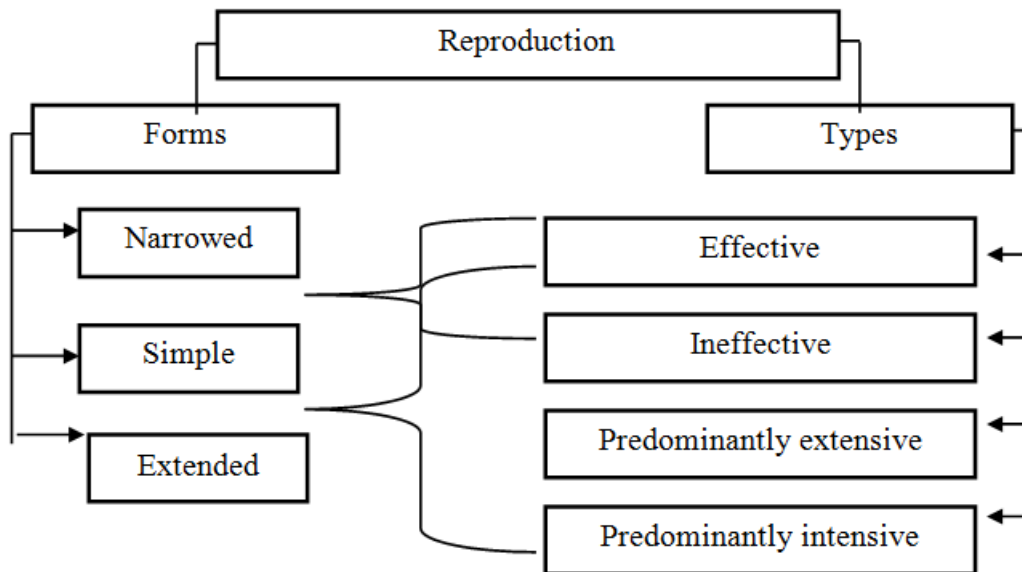 Reproduction
Forms
Types
Narrowed
Effective
Simple
Ineffective
Extended
Predominantly extensive
Predominantly intensive